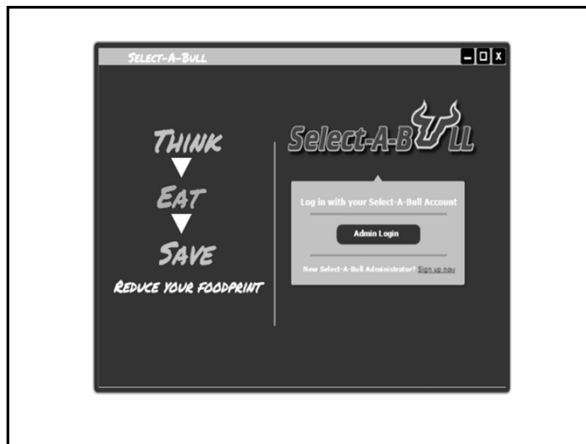 Select-A-Bull
Think
Eat
Save
Reduce your foodprint
Select-A-Bull
Log in with your Select-A-Bull Account
Admin Login
New Select-A-Bull Administrator? Sign up now